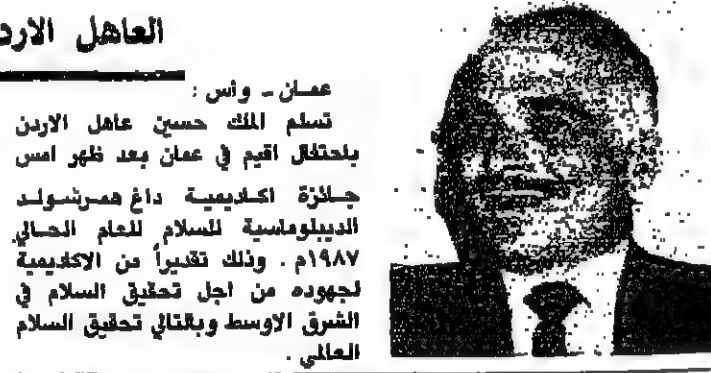 العاهل الارد
عمان - واس :
تسلم الملك حسين عاهل الاردن
باحتفال اقيم في عمان بعد ظهر امس
جائزة اكاديمية داغ همرشولد
الديبلوماسية للسلام للعام الحالي
١٩٨٧م . وذلك تقديراً من الاكاديمية
لجهوده من اجل تحقيق السلام في
الشرق الاوسط وبالتالي تحقيق السلام
العالمي .